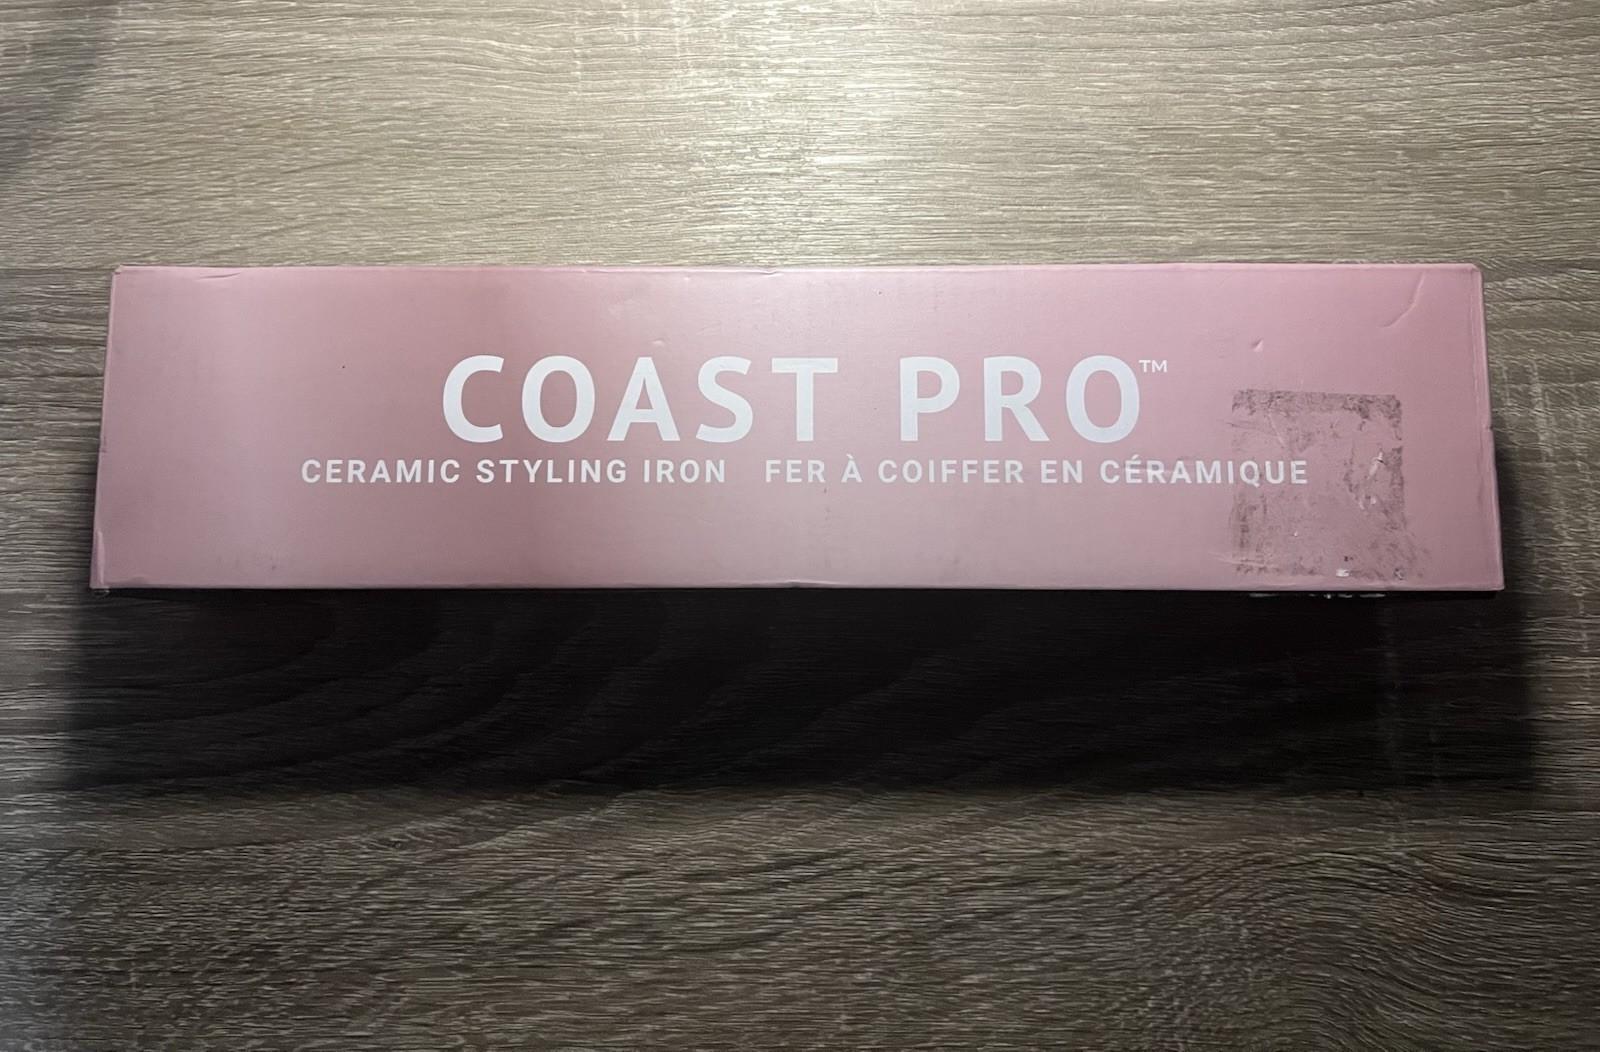 COAST PRO™
CERAMIC STYLING IRON FER À COIFFER EN CÉRAMIQUE